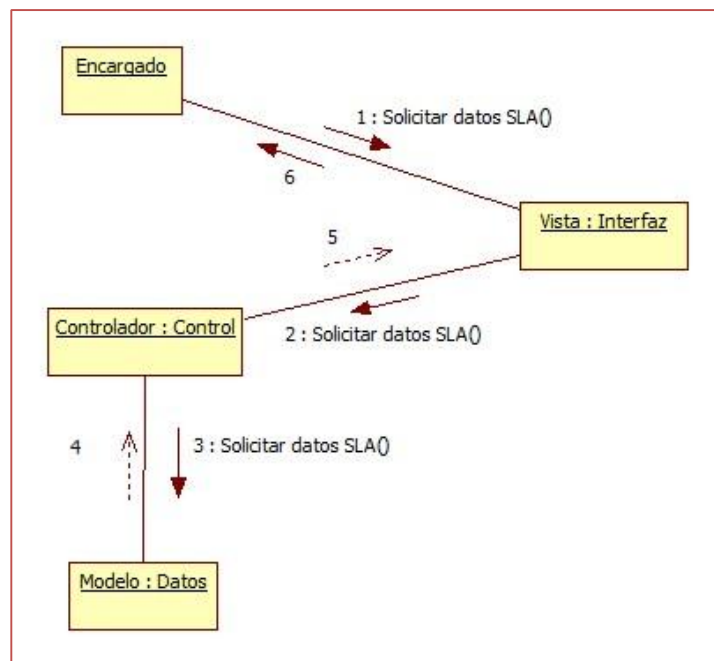 Encargado
1 : Solicitar datos SLA()
6
Vista : Interfaz
5
Controlador : Control
2 : Solicitar datos SLA()
4
3 : Solicitar datos SLA()
Modelo : Datos